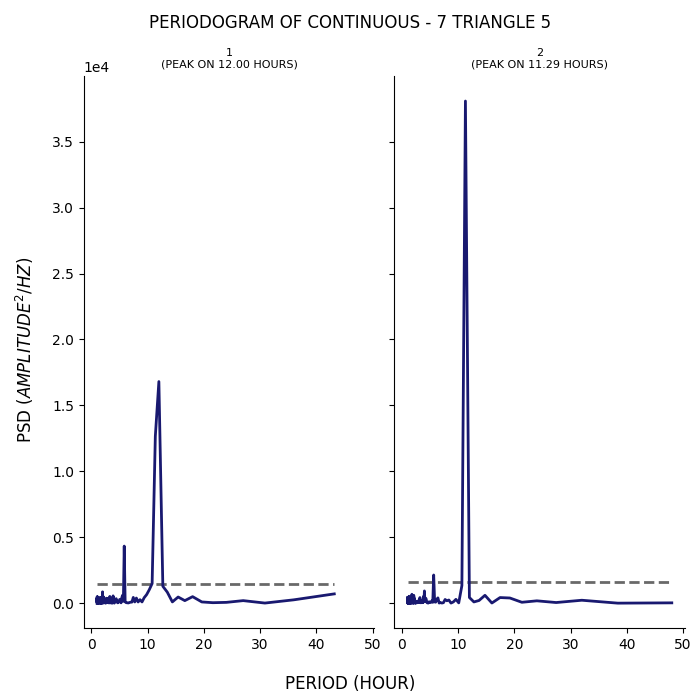 PERIODOGRAM OF CONTINUOUS - 7 TRIANGLE 5
1
(PEAK ON 12.00 HOURS)
2
(PEAK ON 11.29 HOURS)
1e4
3.5
3.0
2.5
2.0
1.5
1.0
0.5
0.0
PSD (AMPLITUDE²/HZ)
0 10 20 30 40 50
0 10 20 30 40 50
PERIOD (HOUR)